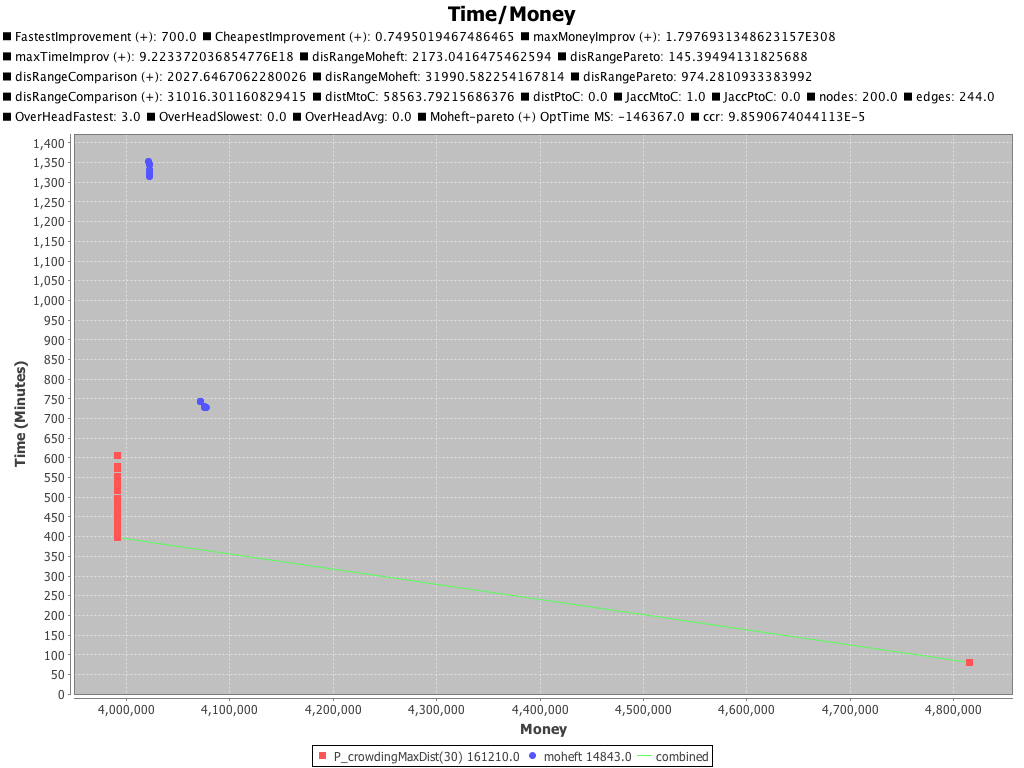 Time/Money
FastestImprovement (+): 700.0 CheapestImprovement (+): 0.7495019467486465 maxMoneyImprov (+): 1.7976931348623157E308
maxTimeImprov (+): 9.223372036854776E18 disRangeMoheft: 2173.0416475462594 disRangePareto: 145.39494131825688
disRangeComparison (+): 2027.6467062280026 disRangeMoheft: 31990.582254167814 disRangePareto: 974.2810933383992
disRangeComparison (+): 31016.301160829415 distMtoC: 58563.79215686376 distPtoC: 0.0 JaccMtoC: 1.0 JaccPtoC: 0.0 nodes: 200.0 edges: 244.0
OverHeadFastest: 3.0 OverHeadSlowest: 0.0 OverHeadAvg: 0.0 Moheft-pareto (+) OptTime MS: -146367.0 ccr: 9.8590674044113E-5
1,400
1,350
1,300
1,250
1,200
1,150
1,100
1,050
1,000
950
900
850
800
750
700
650
600
550
500
450
400
350
300
250
200
150
100
50
0
Time (Minutes)
4,000,000 4,100,000 4,200,000 4,300,000 4,400,000 4,500,000 4,600,000 4,700,000 4,800,000
Money
P_crowdingMaxDist(30) 161210.0 moheft 14843.0 combined